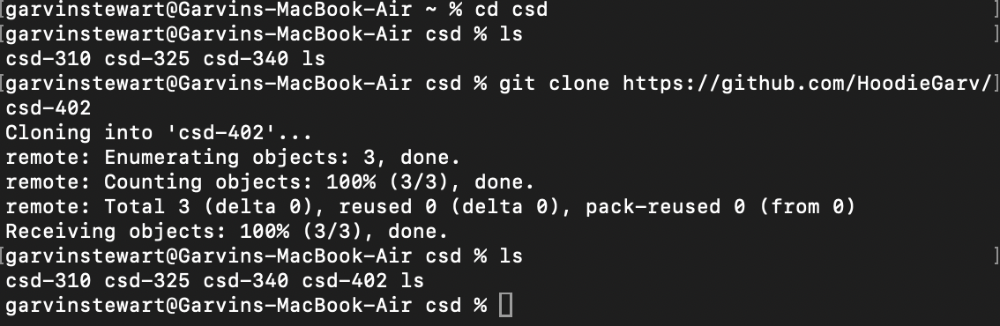 [garvinstewart@Garvins-MacBook-Air ~ % cd csd ]
[garvinstewart@Garvins-MacBook-Air csd % ls ]
csd-310 csd-325 csd-340 ls
[garvinstewart@Garvins-MacBook-Air csd % git clone https://github.com/HoodieGarv/]
csd-402
Cloning into 'csd-402'...
remote: Enumerating objects: 3, done.
remote: Counting objects: 100% (3/3), done.
remote: Total 3 (delta 0), reused 0 (delta 0), pack-reused 0 (from 0)
Receiving objects: 100% (3/3), done.
[garvinstewart@Garvins-MacBook-Air csd % ls ]
csd-310 csd-325 csd-340 csd-402 ls
garvinstewart@Garvins-MacBook-Air csd %